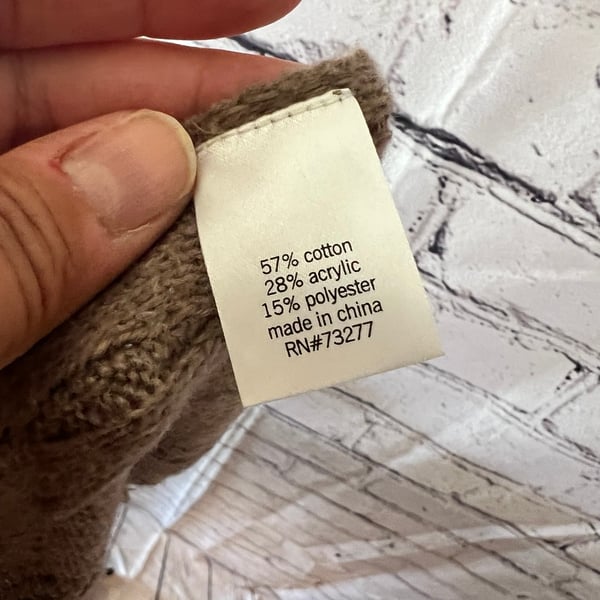 57% cotton
28% acrylic
15% polyester
made in china
RN#73277